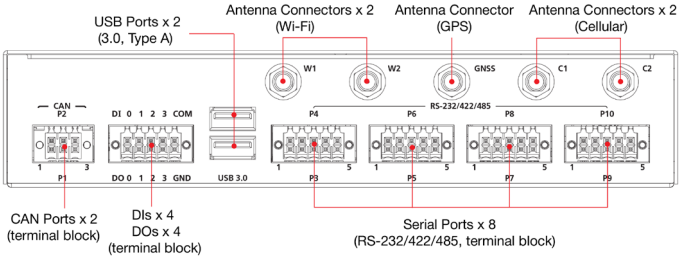 USB Ports x 2
(3.0, Type A)
Antenna Connectors x 2
(Wi-Fi)
Antenna Connector
(GPS)
Antenna Connectors x 2
(Cellular)
W1
W2
GNSS
C1
C2
CAN
P2
DI 0 1 2 3 COM
RS-232/422/485
P4
P6
P8
P10
1 3
P1
DO 0 1 2 3 GND
USB 3.0
1 5
P3
1 5
P5
1 5
P7
1 5
P9
CAN Ports x 2
(terminal block)
DIs x 4
DOs x 4
(terminal block)
Serial Ports x 8
(RS-232/422/485, terminal block)